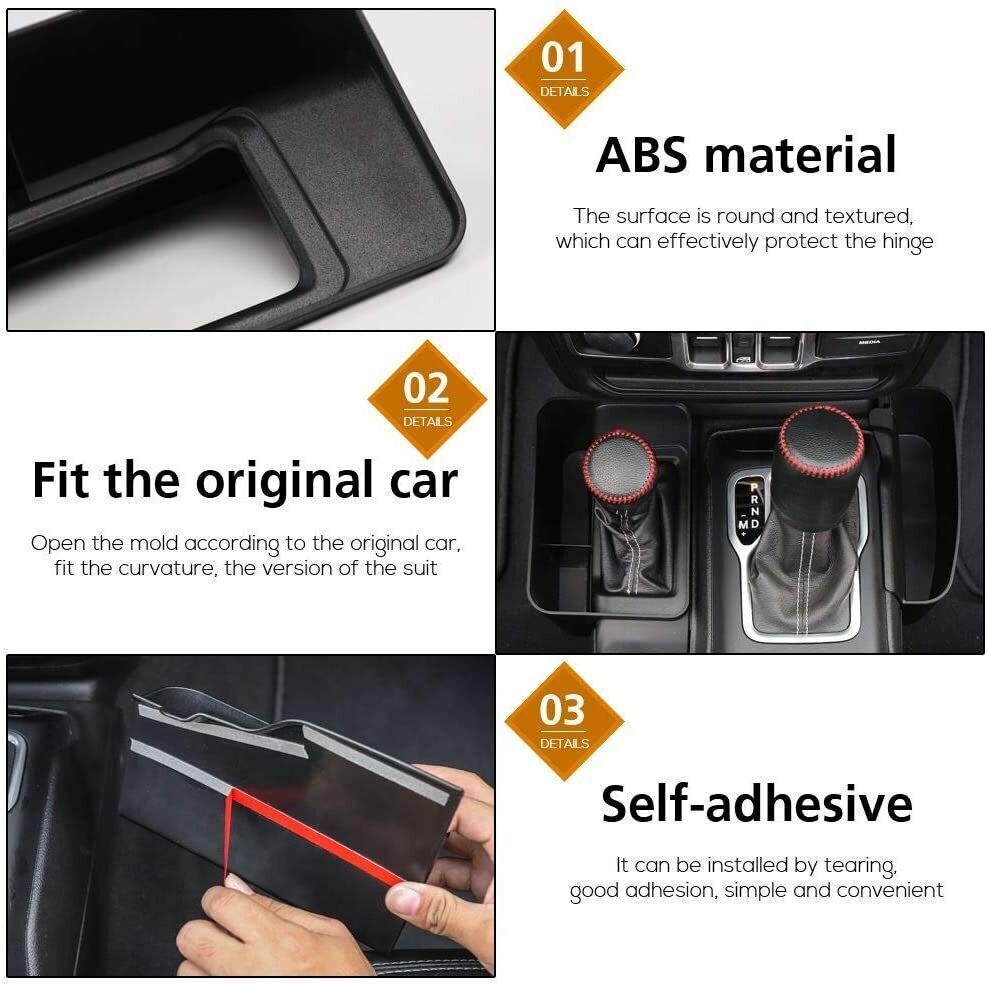 01
DETAILS
ABS material
The surface is round and textured,
which can effectively protect the hinge
02
DETAILS
Fit the original car
Open the mold according to the original car,
fit the curvature, the version of the suit
MEDIA
P
R
N
D
–
M
+
03
DETAILS
Self-adhesive
It can be installed by tearing,
good adhesion, simple and convenient